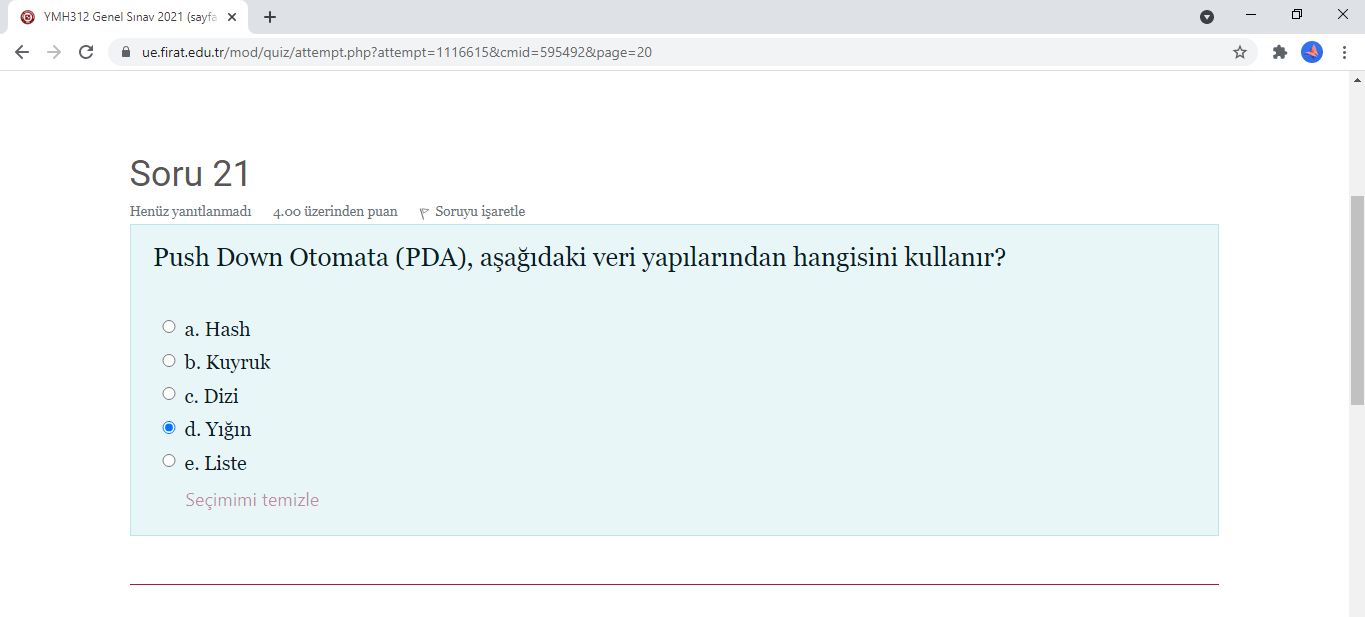 YMH312 Genel Sınav 2021 (sayfa
ue.firat.edu.tr/mod/quiz/attempt.php?attempt=1116615&cmid=595492&page=20
Soru 21
Henüz yanıtlanmadı 4.00 üzerinden puan Soruyu işaretle
Push Down Otomata (PDA), aşağıdaki veri yapılarından hangisini kullanır?
a. Hash
b. Kuyruk
c. Dizi
d. Yığın
e. Liste
Seçimimi temizle